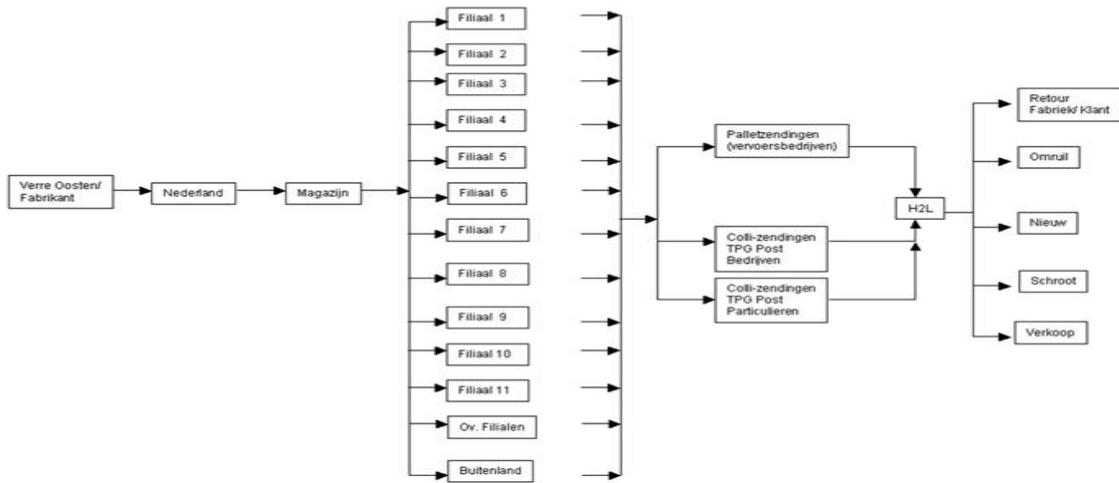 Verre Oosten/
Fabrikant
Nederland
Magazijn
Filiaal 1
Filiaal 2
Filiaal 3
Filiaal 4
Filiaal 5
Filiaal 6
Filiaal 7
Filiaal 8
Filiaal 9
Filiaal 10
Filiaal 11
Ov. Filialen
Buitenland
Palletzendingen
(vervoersbedrijven)
Colli-zendingen
TPG Post
Bedrijven
Colli-zendingen
TPG Post
Particulieren
H2L
Retour
Fabriek/ Klant
Omruil
Nieuw
Schroot
Verkoop